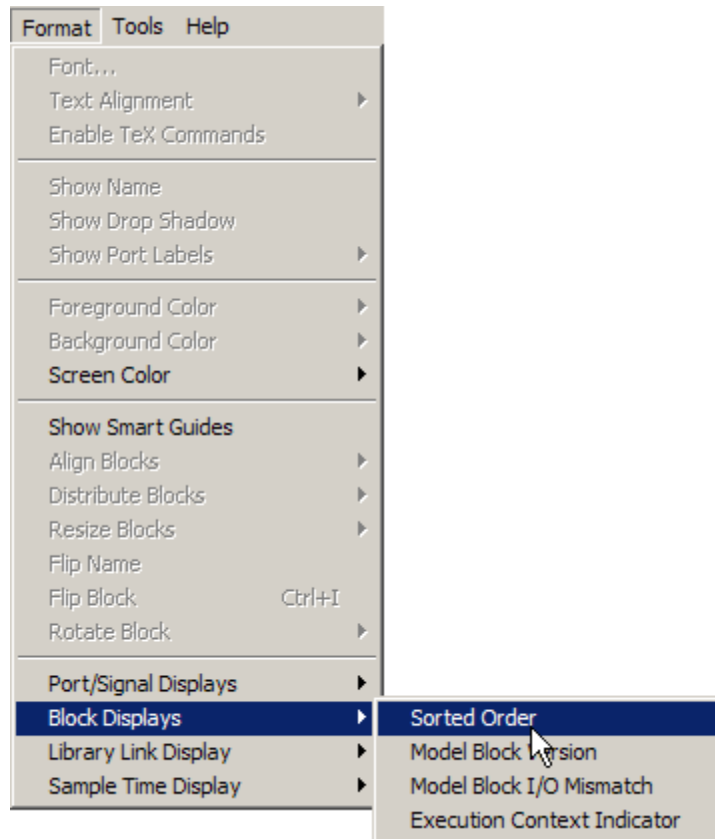 Format Tools Help
Font...
Text Alignment
Enable TeX Commands
Show Name
Show Drop Shadow
Show Port Labels
Foreground Color
Background Color
Screen Color
Show Smart Guides
Align Blocks
Distribute Blocks
Resize Blocks
Flip Name
Flip Block Ctrl+I
Rotate Block
Port/Signal Displays
Block Displays
Library Link Display
Sample Time Display
Sorted Order
Model Block Version
Model Block I/O Mismatch
Execution Context Indicator